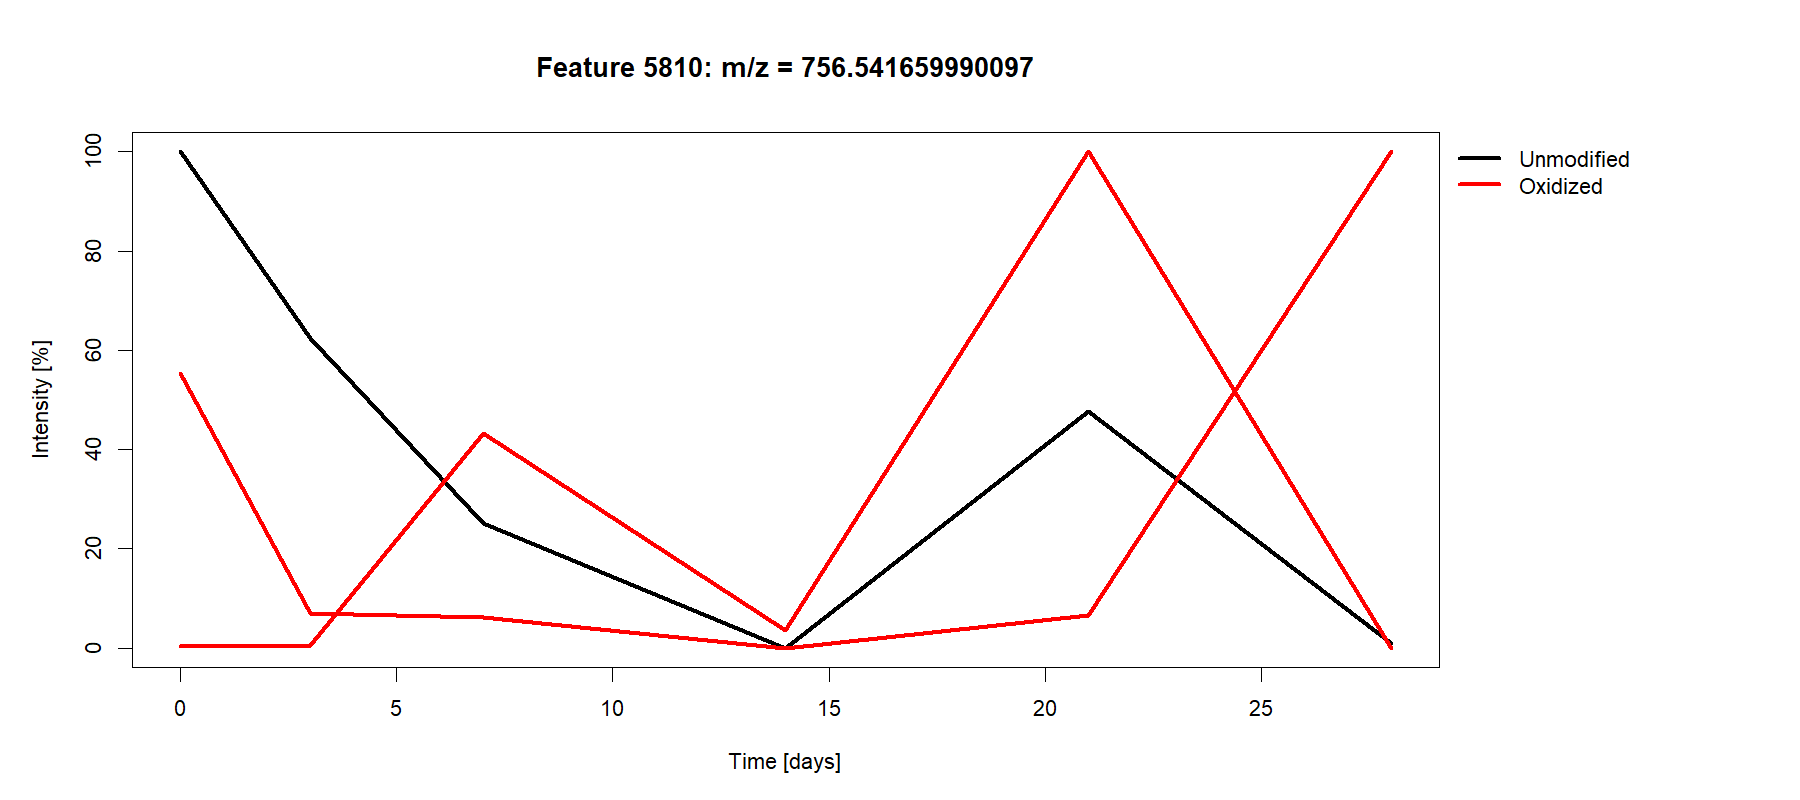 Feature 5810: m/z = 756.541659990097
100
80
60
40
20
0
Intensity [%]
0 5 10 15 20 25
Time [days]
Unmodified
Oxidized